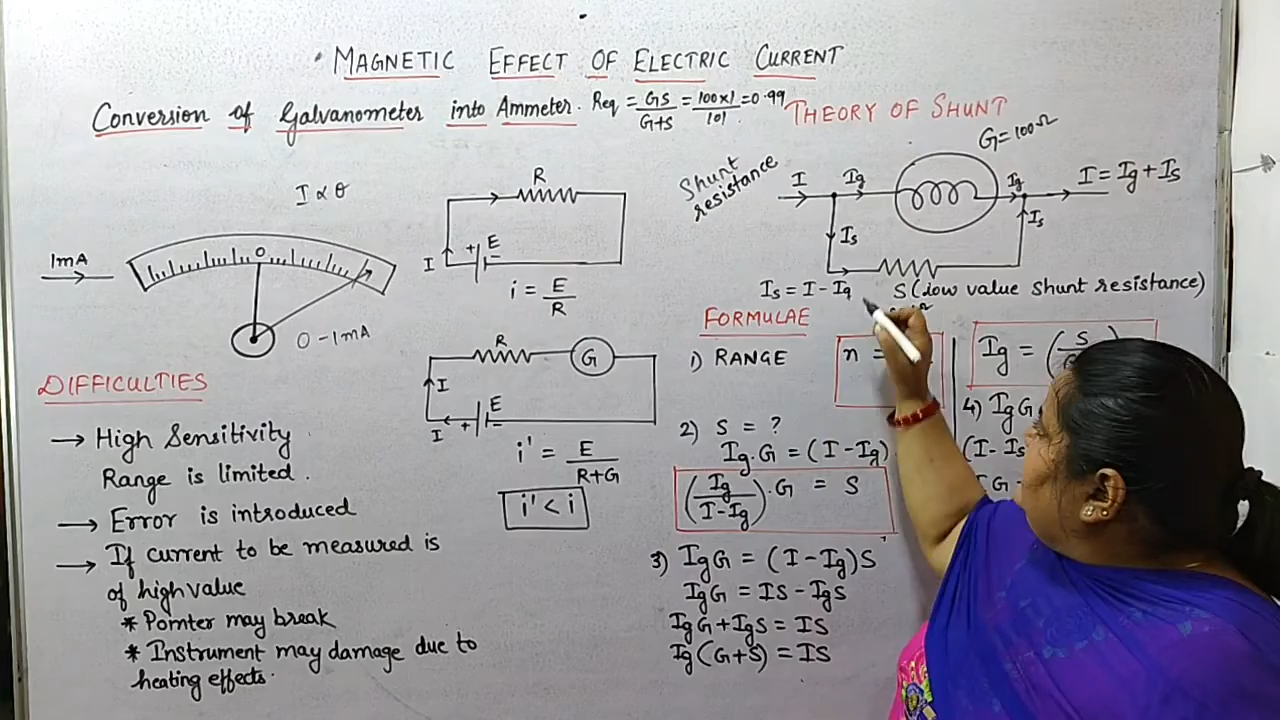 MAGNETIC EFFECT OF ELECTRIC CURRENT
Conversion of Galvanometer into Ammeter. Req = GS/G+S = 100×1/101 = 0.99
THEORY OF SHUNT
I ∝ θ
1mA
0
0-1mA
DIFFICULTIES
→ High Sensitivity
Range is limited.
→ Error is introduced
→ If current to be measured is
of high value
* Pointer may break
* Instrument may damage due to
heating effects.
R
I
+ E -
i = E/R
R
G
I
I
+ E -
i' = E/R+G
i' < i
Shunt
resistance
G=100Ω
I
Ig
Ig
I = Ig + Is
Is
Is
Is = I - Ig
S (low value shunt resistance)
FORMULAE
1) RANGE
n =
2) S = ?
Ig.G = (I - Ig)
(Ig/I-Ig).G = S
3) IgG = (I - Ig)S
IgG = IS - IgS
IgG + IgS = IS
Ig(G+S) = IS
Ig = (S/
4) IgG
(I - Is
IG -